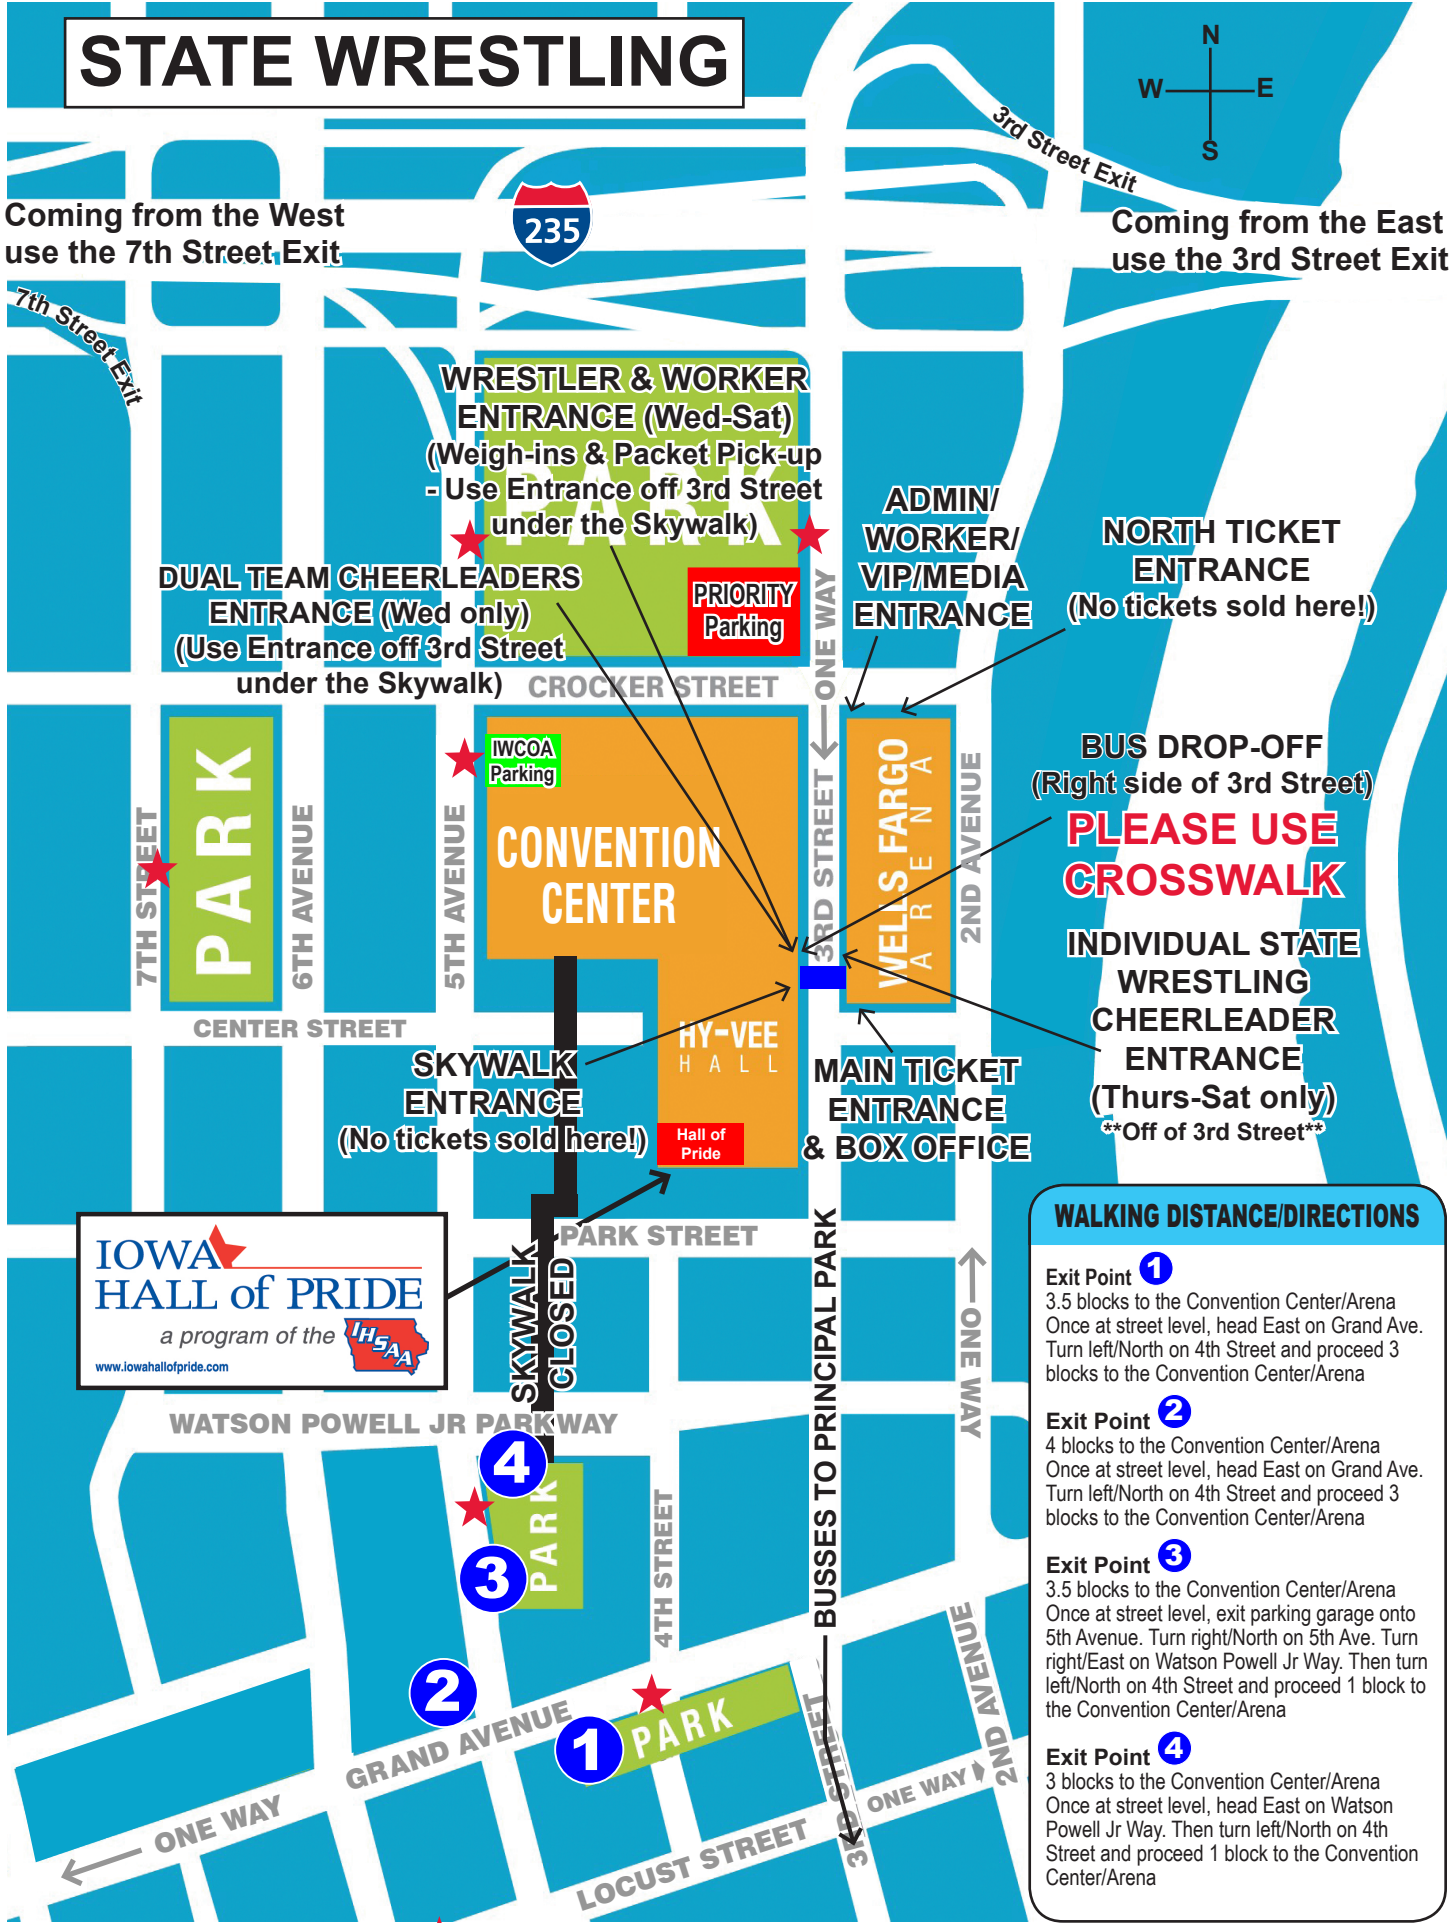 STATE WRESTLING
N
W E
S
3rd Street Exit
235
Coming from the West
use the 7th Street Exit
Coming from the East
use the 3rd Street Exit
7th Street Exit
WRESTLER & WORKER
ENTRANCE (Wed-Sat)
(Weigh-ins & Packet Pick-up
- Use Entrance off 3rd Street
under the Skywalk)
PARK
ADMIN/
WORKER/
VIP/MEDIA
ENTRANCE
NORTH TICKET
ENTRANCE
(No tickets sold here!)
DUAL TEAM CHEERLEADERS
ENTRANCE (Wed only)
(Use Entrance off 3rd Street
under the Skywalk)
PRIORITY
Parking
ONE WAY
CROCKER STREET
PARK
IWCOA
Parking
CONVENTION
CENTER
3RD STREET
WELLS FARGO
ARENA
2ND AVENUE
BUS DROP-OFF
(Right side of 3rd Street)
PLEASE USE
CROSSWALK
7TH STREET
6TH AVENUE
5TH AVENUE
INDIVIDUAL STATE
WRESTLING
CHEERLEADER
ENTRANCE
(Thurs-Sat only)
**Off of 3rd Street**
CENTER STREET
HY-VEE
HALL
SKYWALK
ENTRANCE
(No tickets sold here!)
MAIN TICKET
ENTRANCE
& BOX OFFICE
Hall of
Pride
PARK STREET
IOWA
HALL of PRIDE
a program of the
IHSAA
www.iowahallofpride.com
SKYWALK
CLOSED
BUSSES TO PRINCIPAL PARK
ONE WAY
WATSON POWELL JR PARKWAY
4
PARK
3
4TH STREET
2
GRAND AVENUE
1
PARK
3RD STREET
2ND AVENUE
ONE WAY
ONE WAY
LOCUST STREET
WALKING DISTANCE/DIRECTIONS
Exit Point 1
3.5 blocks to the Convention Center/Arena
Once at street level, head East on Grand Ave.
Turn left/North on 4th Street and proceed 3
blocks to the Convention Center/Arena
Exit Point 2
4 blocks to the Convention Center/Arena
Once at street level, head East on Grand Ave.
Turn left/North on 4th Street and proceed 3
blocks to the Convention Center/Arena
Exit Point 3
3.5 blocks to the Convention Center/Arena
Once at street level, exit parking garage onto
5th Avenue. Turn right/North on 5th Ave. Turn
right/East on Watson Powell Jr Way. Then turn
left/North on 4th Street and proceed 1 block to
the Convention Center/Arena
Exit Point 4
3 blocks to the Convention Center/Arena
Once at street level, head East on Watson
Powell Jr Way. Then turn left/North on 4th
Street and proceed 1 block to the Convention
Center/Arena